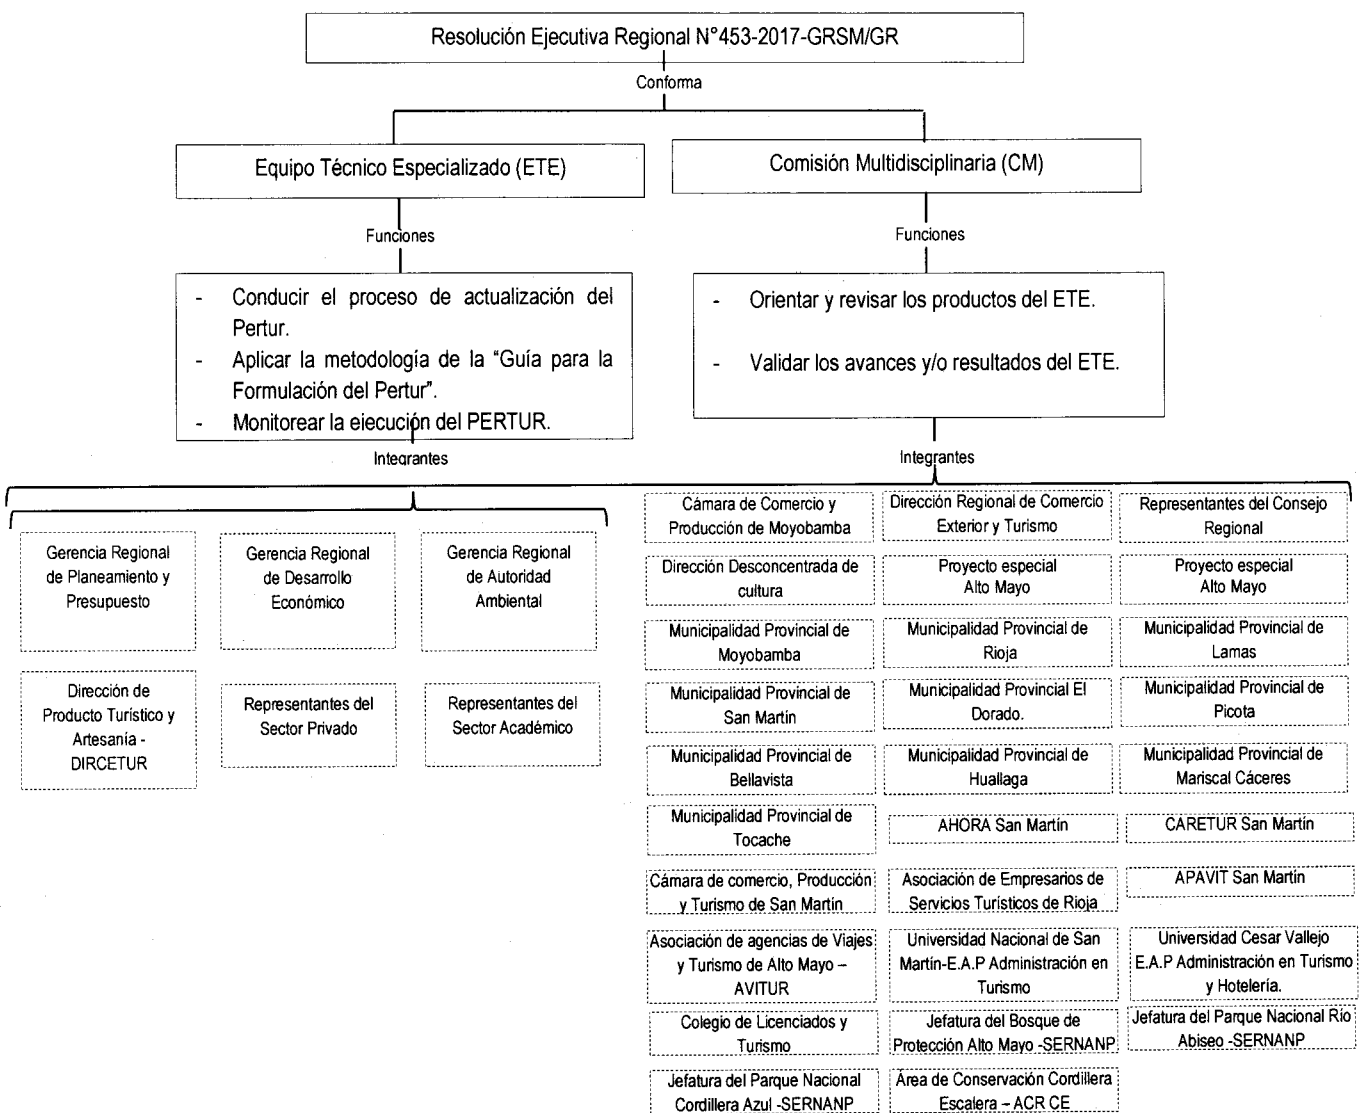 Resolución Ejecutiva Regional N°453-2017-GRSM/GR
Conforma
Equipo Técnico Especializado (ETE)
Comisión Multidisciplinaria (CM)
Funciones
Funciones
- Conducir el proceso de actualización del
Pertur.
- Aplicar la metodología de la "Guía para la
Formulación del Pertur".
- Monitorear la ejecución del PERTUR.
- Orientar y revisar los productos del ETE.
- Validar los avances y/o resultados del ETE.
Integrantes
Integrantes
Gerencia Regional
de Planeamiento y
Presupuesto
Gerencia Regional
de Desarrollo
Económico
Gerencia Regional
de Autoridad
Ambiental
Dirección de
Producto Turístico y
Artesanía -
DIRCETUR
Representantes del
Sector Privado
Representantes del
Sector Académico
Cámara de Comercio y
Producción de Moyobamba
Dirección Regional de Comercio
Exterior y Turismo
Representantes del Consejo
Regional
Dirección Desconcentrada de
cultura
Proyecto especial
Alto Mayo
Proyecto especial
Alto Mayo
Municipalidad Provincial de
Moyobamba
Municipalidad Provincial de
Rioja
Municipalidad Provincial de
Lamas
Municipalidad Provincial de
San Martín
Municipalidad Provincial El
Dorado.
Municipalidad Provincial de
Picota
Municipalidad Provincial de
Bellavista
Municipalidad Provincial de
Huallaga
Municipalidad Provincial de
Mariscal Cáceres
Municipalidad Provincial de
Tocache
AHORA San Martín
CARETUR San Martín
Cámara de comercio, Producción
y Turismo de San Martín
Asociación de Empresarios de
Servicios Turísticos de Rioja
APAVIT San Martín
Asociación de agencias de Viajes
y Turismo de Alto Mayo –
AVITUR
Universidad Nacional de San
Martín-E.A.P Administración en
Turismo
Universidad Cesar Vallejo
E.A.P Administración en Turismo
y Hotelería.
Colegio de Licenciados y
Turismo
Jefatura del Bosque de
Protección Alto Mayo -SERNANP
Jefatura del Parque Nacional Río
Abiseo -SERNANP
Jefatura del Parque Nacional
Cordillera Azul -SERNANP
Área de Conservación Cordillera
Escalera – ACR CE